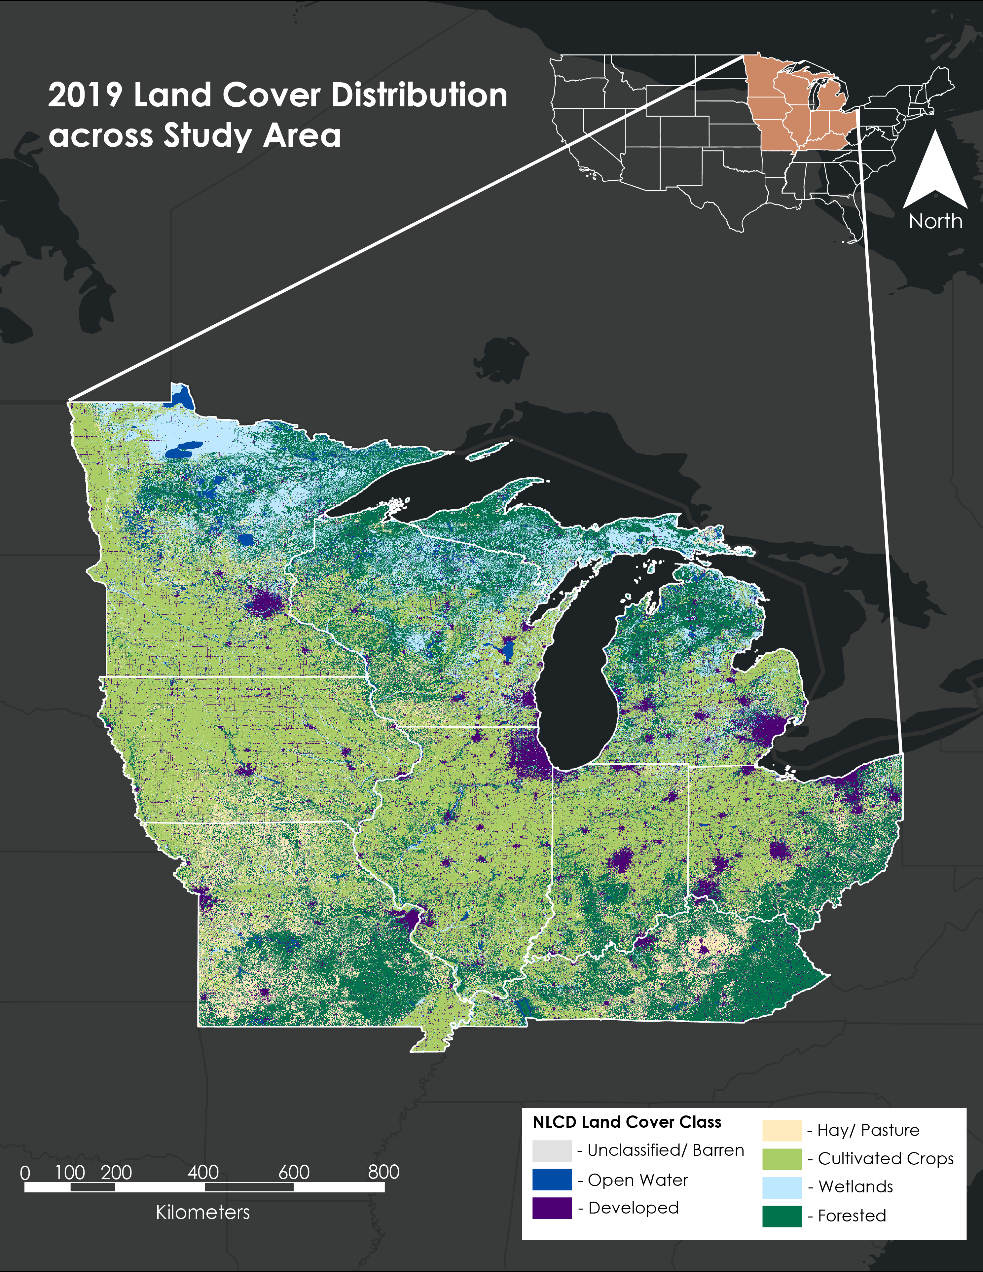 2019 Land Cover Distribution
across Study Area
North
NLCD Land Cover Class
- Unclassified/ Barren
- Open Water
- Developed
- Hay/ Pasture
- Cultivated Crops
- Wetlands
- Forested
0 100 200 400 600 800
Kilometers